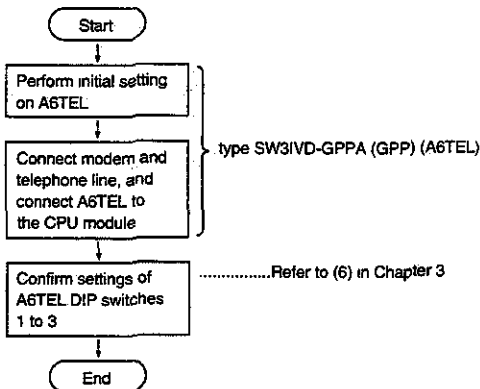 Start
Perform initial setting
on A6TEL
type SW3IVD-GPPA (GPP) (A6TEL)
Connect modem and
telephone line, and
connect A6TEL to
the CPU module
Confirm settings of
A6TEL DIP switches
1 to 3
.............Refer to (6) in Chapter 3
End